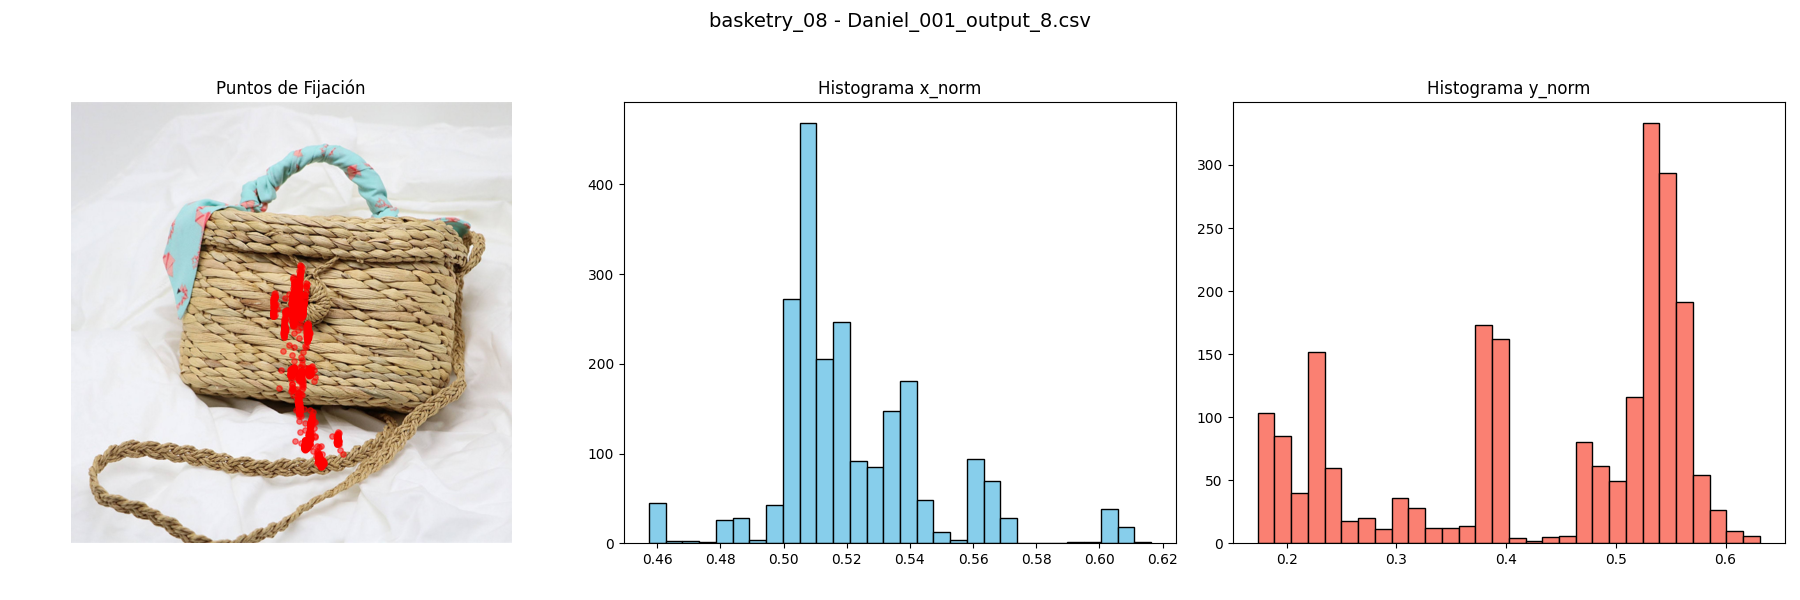 basketry_08 - Daniel_001_output_8.csv
Puntos de Fijación
Histograma x_norm
400
300
200
100
0
0.46 0.48 0.50 0.52 0.54 0.56 0.58 0.60 0.62
Histograma y_norm
300
250
200
150
100
50
0
0.2 0.3 0.4 0.5 0.6